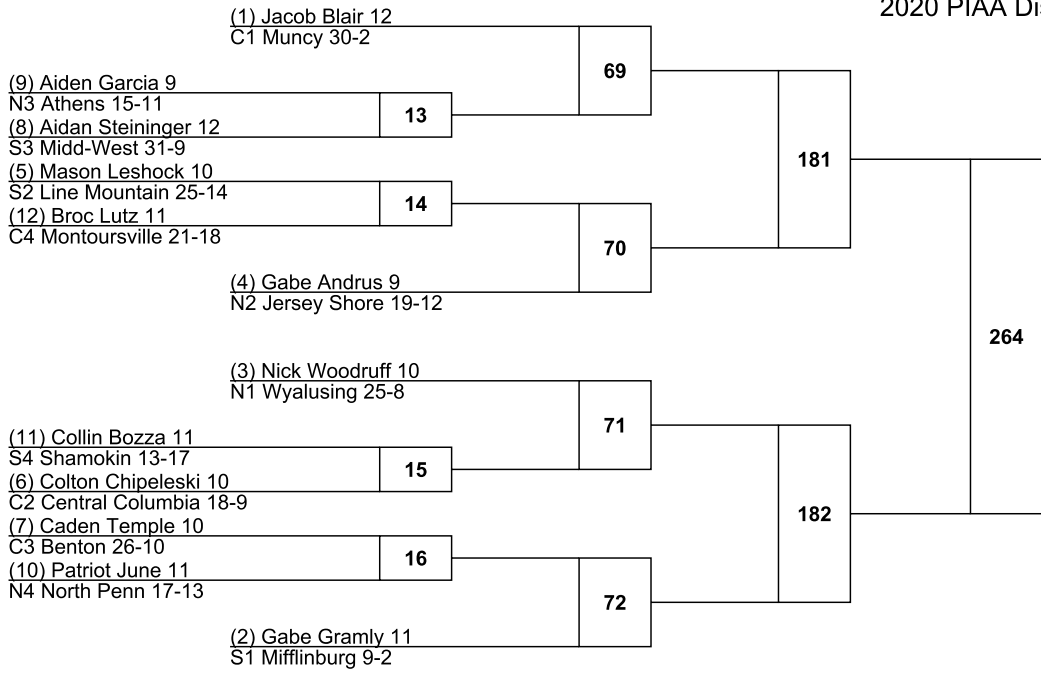 2020 PIAA Dis
(1) Jacob Blair 12
C1 Muncy 30-2
69
(9) Aiden Garcia 9
N3 Athens 15-11
13
(8) Aidan Steininger 12
S3 Midd-West 31-9
181
(5) Mason Leshock 10
S2 Line Mountain 25-14
14
(12) Broc Lutz 11
C4 Montoursville 21-18
70
(4) Gabe Andrus 9
N2 Jersey Shore 19-12
264
(3) Nick Woodruff 10
N1 Wyalusing 25-8
71
(11) Collin Bozza 11
S4 Shamokin 13-17
15
(6) Colton Chipeleski 10
C2 Central Columbia 18-9
182
(7) Caden Temple 10
C3 Benton 26-10
16
(10) Patriot June 11
N4 North Penn 17-13
72
(2) Gabe Gramly 11
S1 Mifflinburg 9-2